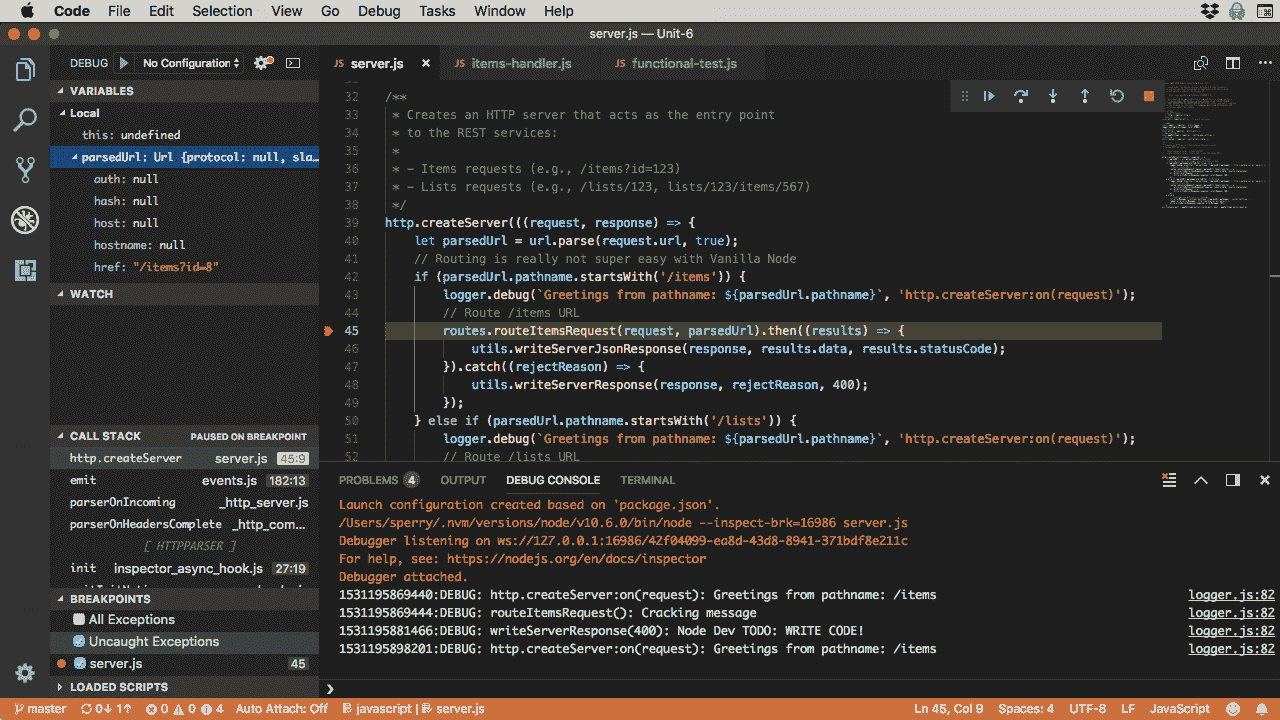 Code File Edit Selection View Go Debug Tasks Window Help
server.js — Unit-6
DEBUG No Configuration
VARIABLES
Local
this: undefined
parsedUrl: Url {protocol: null, sla…
auth: null
hash: null
host: null
hostname: null
href: "/items?id=8"
WATCH
CALL STACK PAUSED ON BREAKPOINT
http.createServer server.js 45:9
emit events.js 182:13
parserOnIncoming _http_server.js
parserOnHeadersComplete _http_com…
[ HTTPPARSER ]
init inspector_async_hook.js 27:19
BREAKPOINTS
All Exceptions
Uncaught Exceptions
server.js 45
LOADED SCRIPTS
JS server.js × JS items-handler.js JS functional-test.js
32 /**
33 * Creates an HTTP server that acts as the entry point
34 * to the REST services:
35 *
36 * - Items requests (e.g., /items?id=123)
37 * - Lists requests (e.g., /lists/123, lists/123/items/567)
38 */
39 http.createServer(((request, response) => {
40 let parsedUrl = url.parse(request.url, true);
41 // Routing is really not super easy with Vanilla Node
42 if (parsedUrl.pathname.startsWith('/items')) {
43 logger.debug(`Greetings from pathname: ${parsedUrl.pathname}`, 'http.createServer:on(request)');
44 // Route /items URL
45 routes.routeItemsRequest(request, parsedUrl).then((results) => {
46 utils.writeServerJsonResponse(response, results.data, results.statusCode);
47 }).catch((rejectReason) => {
48 utils.writeServerResponse(response, rejectReason, 400);
49 });
50 } else if (parsedUrl.pathname.startsWith('/lists')) {
51 logger.debug(`Greetings from pathname: ${parsedUrl.pathname}`, 'http.createServer:on(request)');
52 // Route /lists URL
PROBLEMS 4 OUTPUT DEBUG CONSOLE TERMINAL
Launch configuration created based on 'package.json'.
/Users/sperry/.nvm/versions/node/v10.6.0/bin/node --inspect-brk=16986 server.js
Debugger listening on ws://127.0.0.1:16986/42f04099-ea8d-43d8-8941-371bdf8e211c
For help, see: https://nodejs.org/en/docs/inspector
Debugger attached.
1531195869440:DEBUG: http.createServer:on(request): Greetings from pathname: /items logger.js:82
1531195869444:DEBUG: routeItemsRequest(): Cracking message logger.js:82
1531195881466:DEBUG: writeServerResponse(400): Node Dev TODO: WRITE CODE! logger.js:82
1531195898201:DEBUG: http.createServer:on(request): Greetings from pathname: /items logger.js:82
master 0↓ 1↑ 0 0 4 Auto Attach: Off javascript | server.js Ln 45, Col 9 Spaces: 4 UTF-8 LF JavaScript